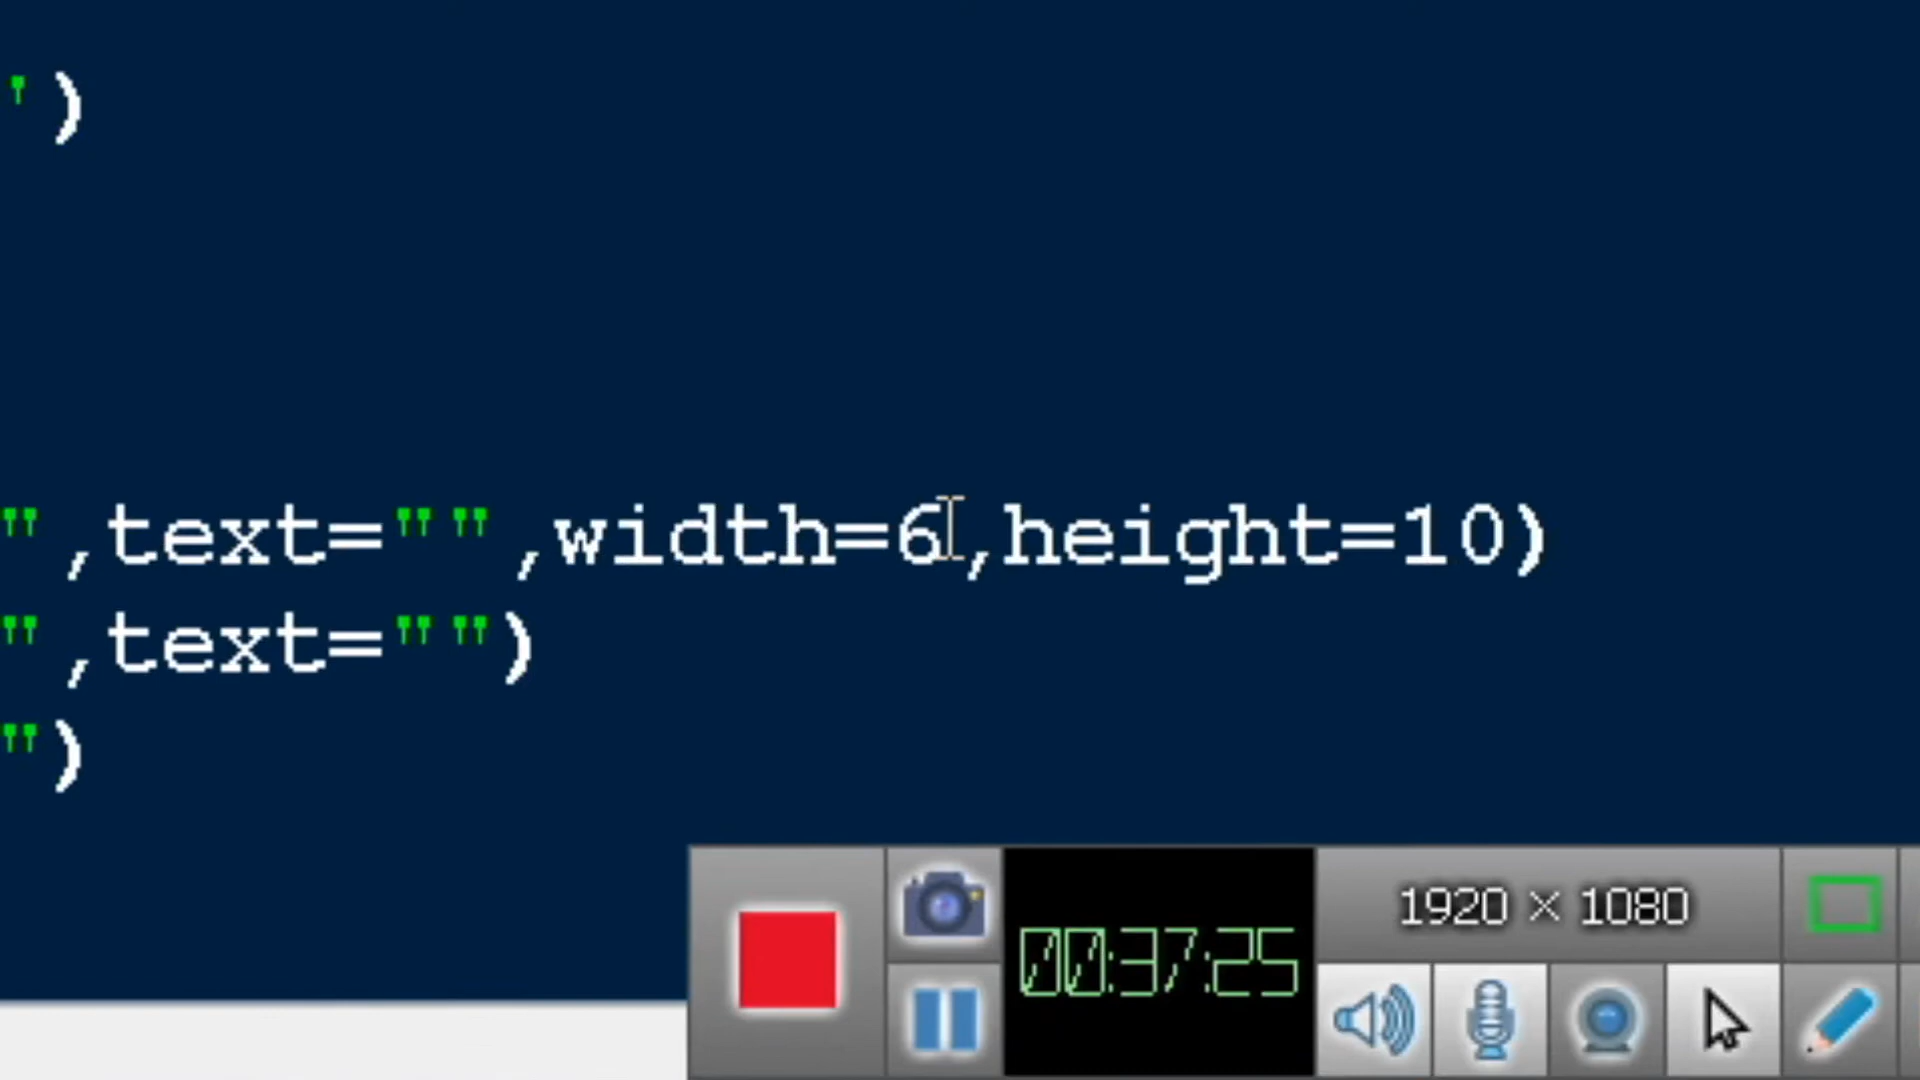 ')
",text="",width=6,height=10)
",text="")
")
1920 × 1080
00:37:25